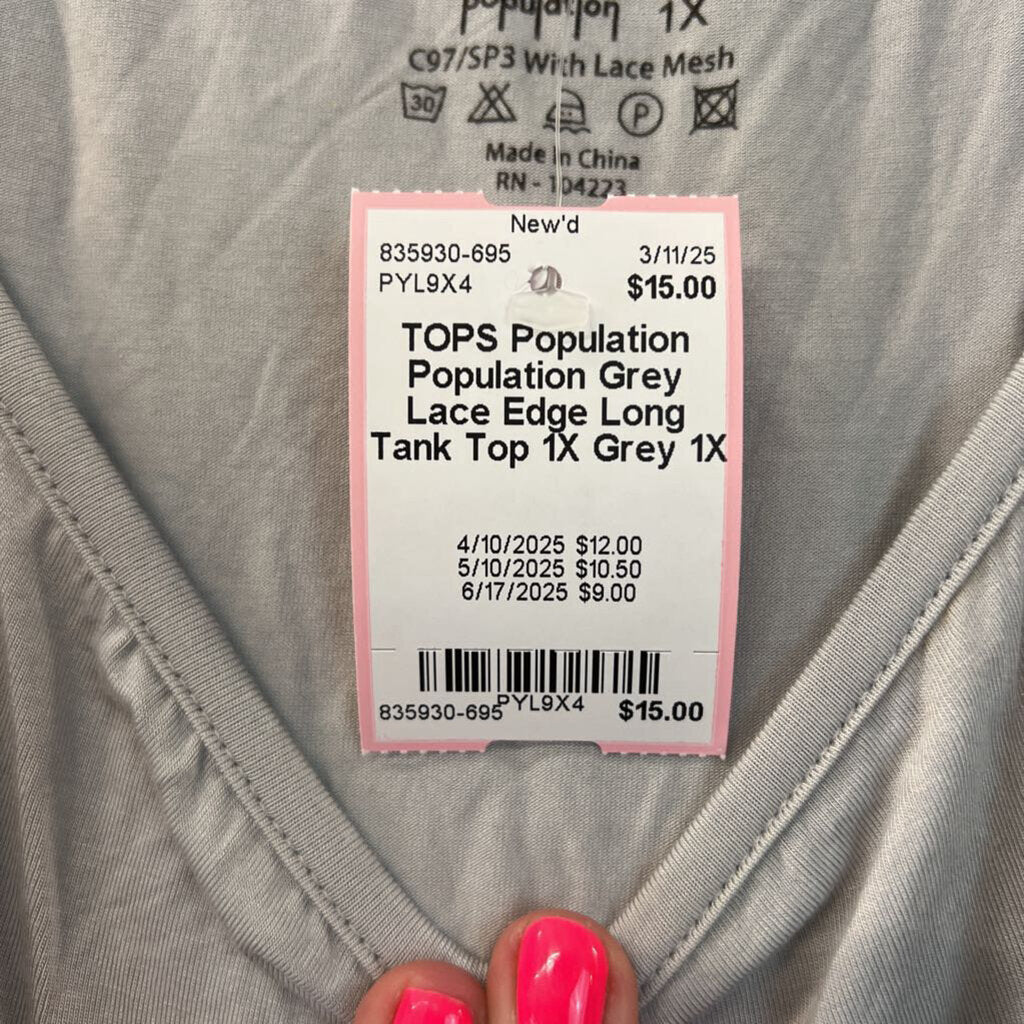 population 1X
C97/SP3 With Lace Mesh
30 P
Made in China
RN - 104223
New'd
835930-695 3/11/25
PYL9X4 $15.00
TOPS Population
Population Grey
Lace Edge Long
Tank Top 1X Grey 1X
4/10/2025 $12.00
5/10/2025 $10.50
6/17/2025 $9.00
835930-695 PYL9X4 $15.00